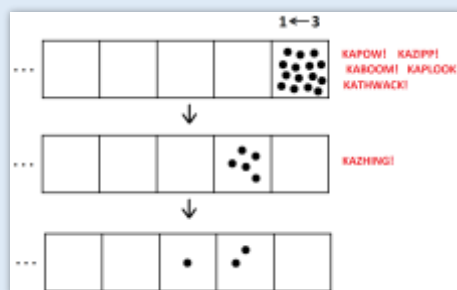 1←3
...
KAPOW! KAZIPP!
KABOOM! KAPLOOK!
KATHWACK!
...
KAZHING!
...